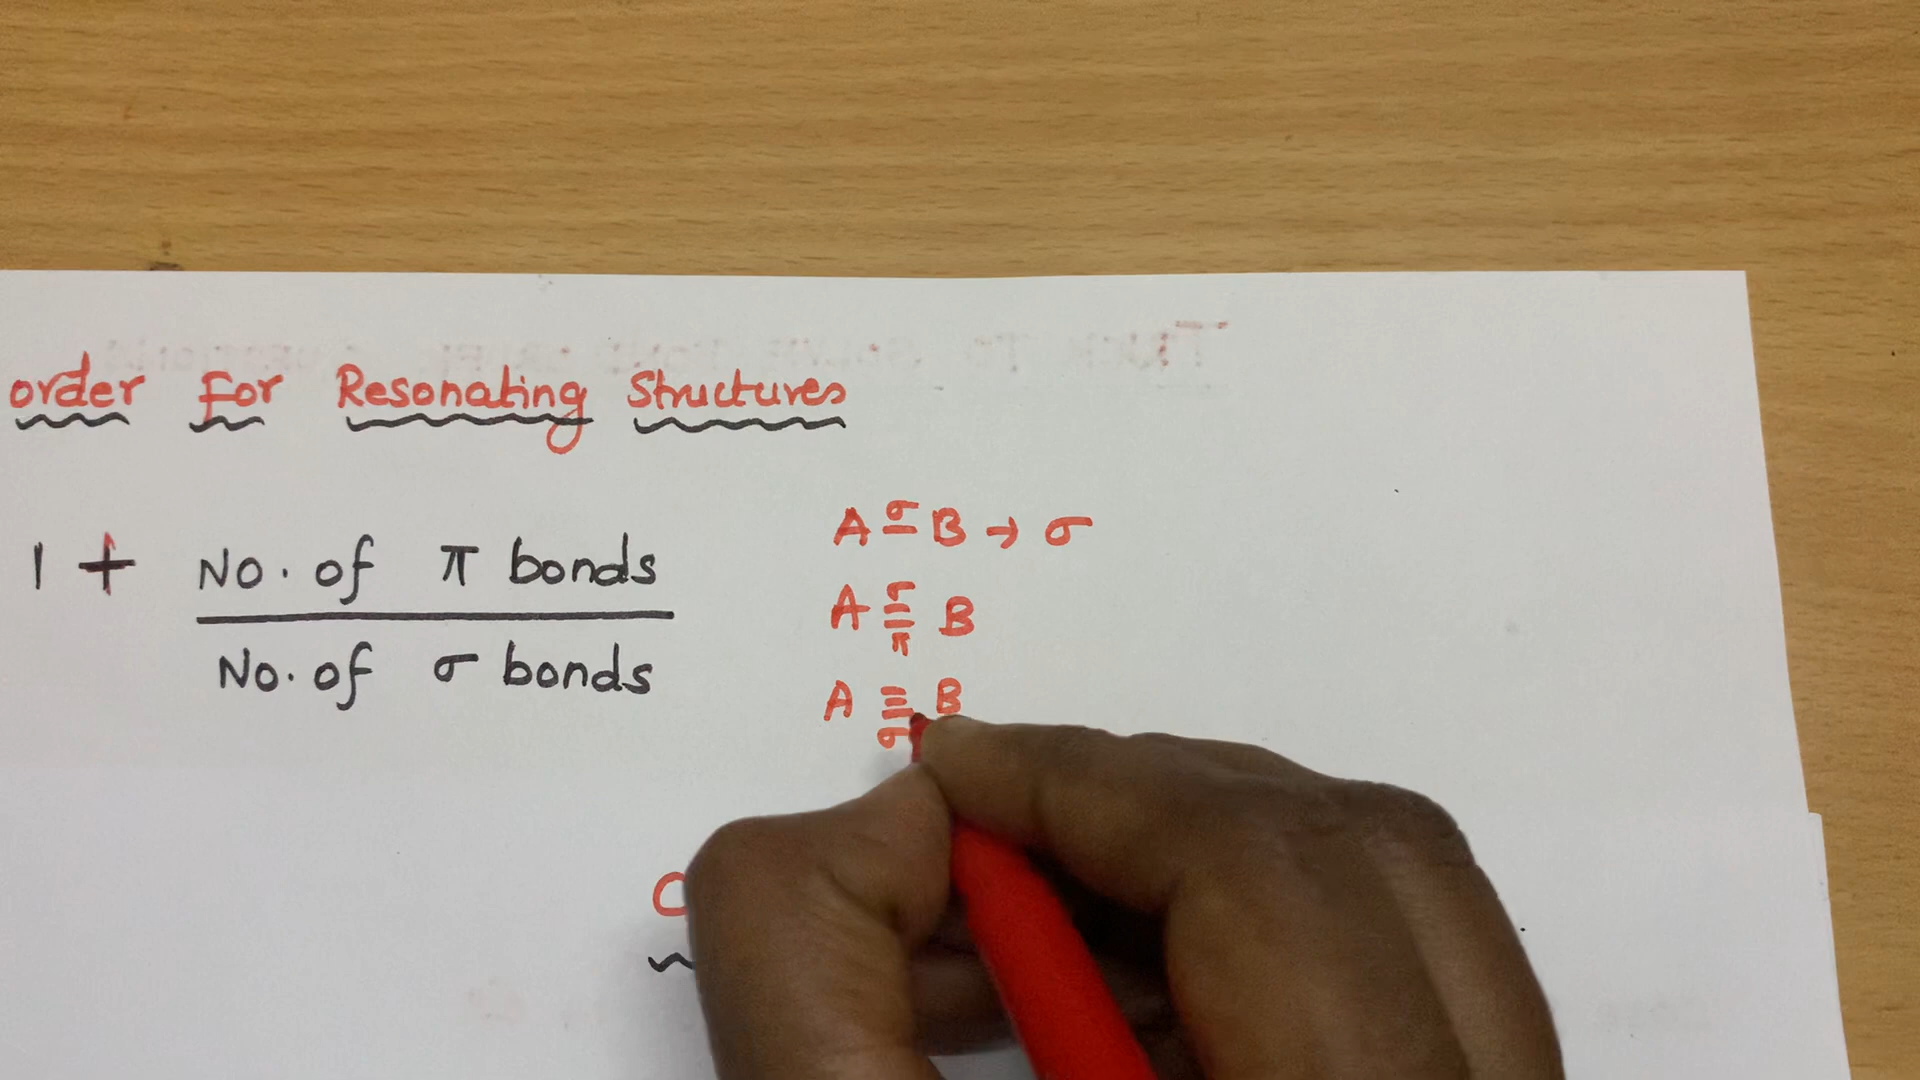 order for Resonating Structures
1 + No. of π bonds
No. of σ bonds
A σ B → σ
A σ π B
A ≡ B
σ
C